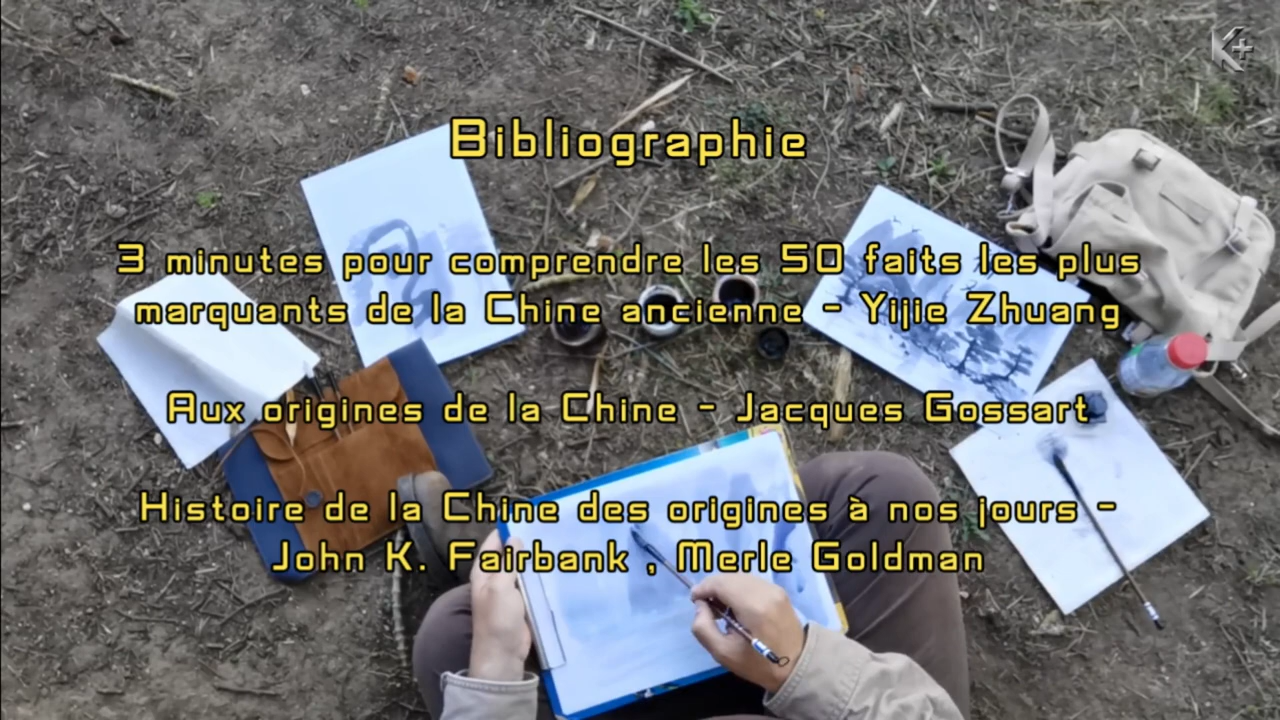 K+
Bibliographie
3 minutes pour comprendre les 50 faits les plus
marquants de la Chine ancienne - Yijie Zhuang
Aux origines de la Chine - Jacques Gossart
Histoire de la Chine des origines à nos jours -
John K. Fairbank , Merle Goldman